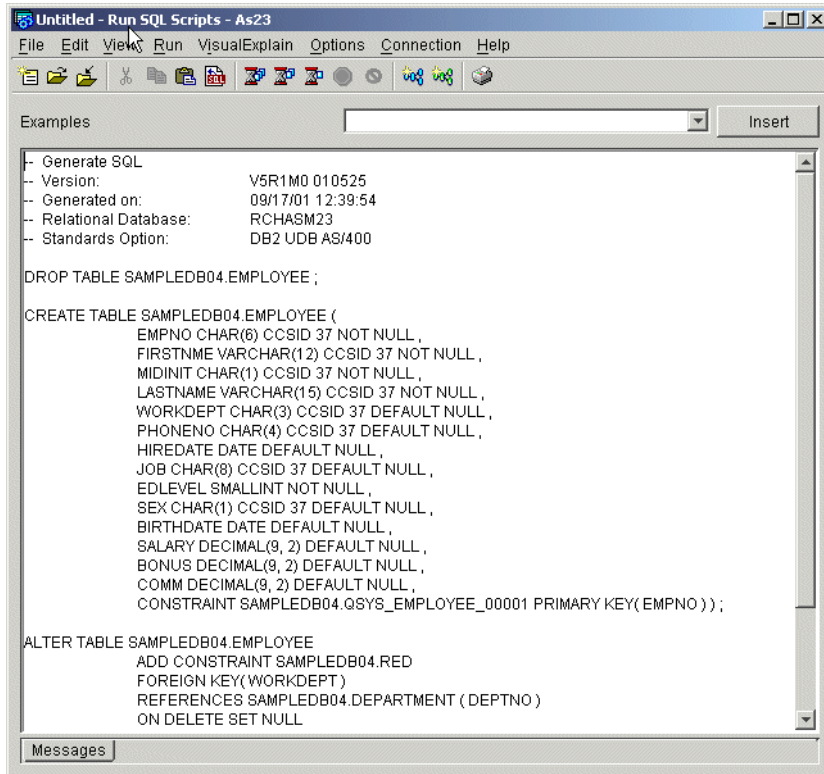 Untitled - Run SQL Scripts - As23
File Edit View Run VisualExplain Options Connection Help
Examples
Insert
-- Generate SQL
-- Version: V5R1M0 010525
-- Generated on: 09/17/01 12:39:54
-- Relational Database: RCHASM23
-- Standards Option: DB2 UDB AS/400
DROP TABLE SAMPLEDB04.EMPLOYEE ;
CREATE TABLE SAMPLEDB04.EMPLOYEE (
EMPNO CHAR(6) CCSID 37 NOT NULL ,
FIRSTNME VARCHAR(12) CCSID 37 NOT NULL ,
MIDINIT CHAR(1) CCSID 37 NOT NULL ,
LASTNAME VARCHAR(15) CCSID 37 NOT NULL ,
WORKDEPT CHAR(3) CCSID 37 DEFAULT NULL ,
PHONENO CHAR(4) CCSID 37 DEFAULT NULL ,
HIREDATE DATE DEFAULT NULL ,
JOB CHAR(8) CCSID 37 DEFAULT NULL ,
EDLEVEL SMALLINT NOT NULL ,
SEX CHAR(1) CCSID 37 DEFAULT NULL ,
BIRTHDATE DATE DEFAULT NULL ,
SALARY DECIMAL(9, 2) DEFAULT NULL ,
BONUS DECIMAL(9, 2) DEFAULT NULL ,
COMM DECIMAL(9, 2) DEFAULT NULL ,
CONSTRAINT SAMPLEDB04.QSYS_EMPLOYEE_00001 PRIMARY KEY( EMPNO ) ) ;
ALTER TABLE SAMPLEDB04.EMPLOYEE
ADD CONSTRAINT SAMPLEDB04.RED
FOREIGN KEY( WORKDEPT )
REFERENCES SAMPLEDB04.DEPARTMENT ( DEPTNO )
ON DELETE SET NULL
Messages